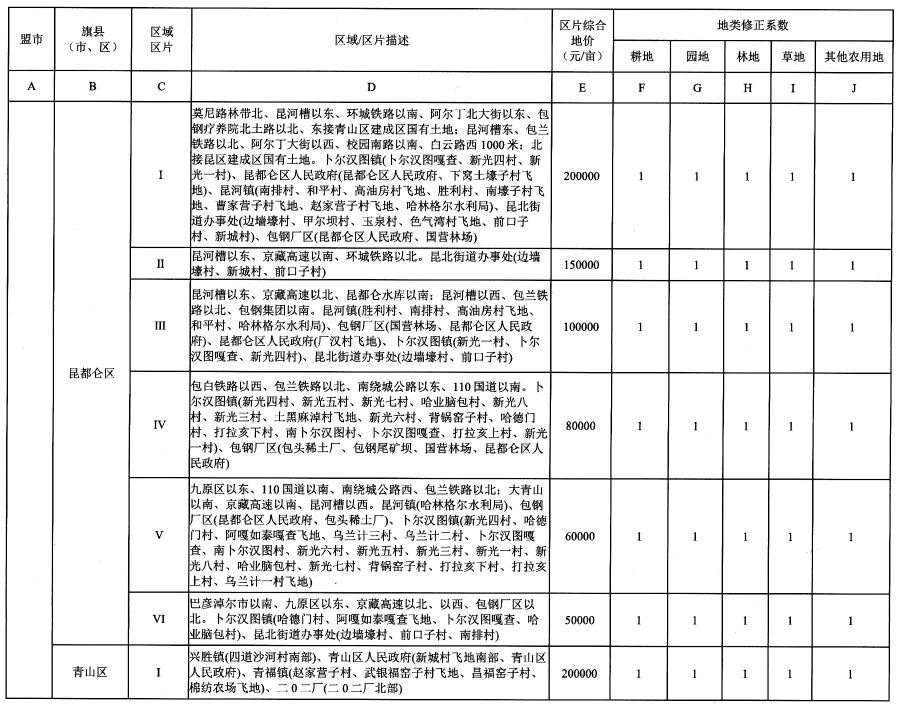 盟市 旗县（市、区） 区域区片 区域/区片描述 区片综合地价（元/亩） 地类修正系数
耕地 园地 林地 草地 其他农用地
A B C D E F G H I J
昆都仑区
I
莫尼路林带北、昆河槽以东、环城铁路以南、阿尔丁北大街以东、包
钢疗养院北土路以北、东接青山区建成区国有土地；昆河槽东、包兰
铁路以北、阿尔丁大街以西、校园南路以南、白云路西1000米；北
接昆区建成区国有土地。卜尔汉图镇(卜尔汉图嘎查、新光四村、新
光一村)、昆都仑区人民政府(昆都仑区人民政府、下窝土壕子村飞
地)、昆河镇(南排村、和平村、高油房村飞地、胜利村、南壕子村飞
地、曹家营子村飞地、赵家营子村飞地、哈林格尔水利局)、昆北街
道办事处(边墙壕村、甲尔坝村、玉泉村、色气湾村飞地、前口子
村、新城村)、包钢厂区(昆都仑区人民政府、国营林场)
200000 1 1 1 1 1
II
昆河槽以东、京藏高速以南、环城铁路以北。昆北街道办事处(边墙
壕村、新城村、前口子村)
150000 1 1 1 1 1
III
昆河槽以东、京藏高速以北、昆都仑水库以南；昆河槽以西、包兰铁
路以北、包钢集团以南。昆河镇(胜利村、南排村、高油房村飞地、
和平村、哈林格尔水利局)、包钢厂区(国营林场、昆都仑区人民政
府)、昆都仑区人民政府(厂汉村飞地)、卜尔汉图镇(新光一村、卜尔
汉图嘎查、新光四村)、昆北街道办事处(边墙壕村、前口子村)
100000 1 1 1 1 1
IV
包白铁路以西、包兰铁路以北、南绕城公路以东、110国道以南。卜
尔汉图镇(新光四村、新光五村、新光七村、哈业脑包村、新光八
村、新光三村、土黑麻淖村飞地、新光六村、背锅窑子村、哈德门
村、打拉亥下村、南卜尔汉图村、卜尔汉图嘎查、打拉亥上村、新光
一村)、包钢厂区(包头稀土厂、包钢尾矿坝、国营林场、昆都仑区人
民政府)
80000 1 1 1 1 1
V
九原区以东、110国道以南、南绕城公路西、包兰铁路以北；大青山
以南、京藏高速以南、昆河槽以西。昆河镇(哈林格尔水利局)、包钢
厂区(昆都仑区人民政府、包头稀土厂)、卜尔汉图镇(新光四村、哈德
门村、阿嘎如泰嘎查飞地、乌兰计三村、乌兰计二村、卜尔汉图嘎
查、南卜尔汉图村、新光六村、新光五村、新光三村、新光一村、新
光八村、哈业脑包村、新光七村、背锅窑子村、打拉亥下村、打拉亥
上村、乌兰计一村飞地)
60000 1 1 1 1 1
VI
巴彦淖尔市以南、九原区以东、京藏高速以北、以西、包钢厂区以
北。卜尔汉图镇(哈德门村、阿嘎如泰嘎查飞地、卜尔汉图嘎查、哈
业脑包村)、昆北街道办事处(边墙壕村、前口子村、南排村)
50000 1 1 1 1 1
青山区
I
兴胜镇(四道沙河村南部)、青山区人民政府(新城村飞地南部、青山区
人民政府)、青福镇(赵家营子村、武银福窑子村飞地、昌福窑子村、
棉纺农场飞地)、二0二厂(二0二厂北部)
200000 1 1 1 1 1